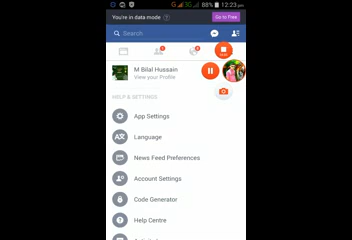 88% 12:23 pm
You're in data mode ?
Go to Free
Search
M Bilal Hussain
View your Profile
HELP & SETTINGS
App Settings
Language
News Feed Preferences
Account Settings
Code Generator
Help Centre